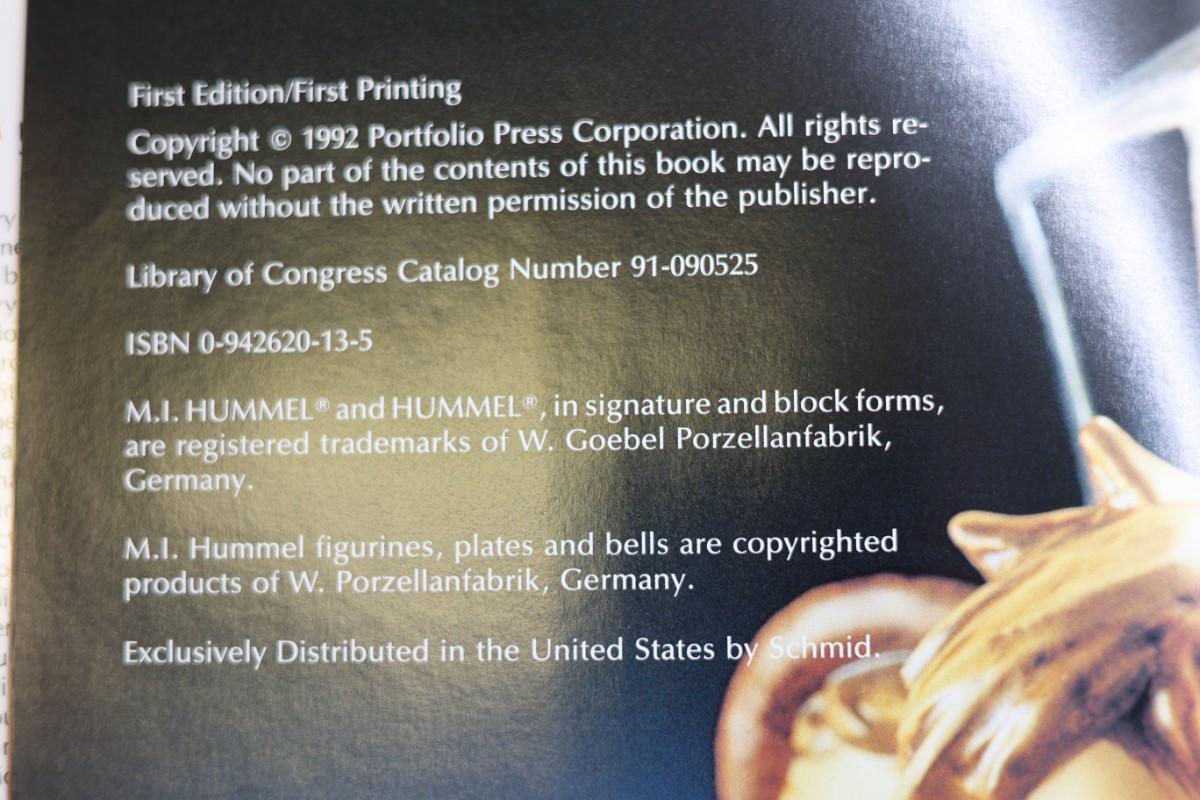 First Edition/First Printing
Copyright © 1992 Portfolio Press Corporation. All rights re-
served. No part of the contents of this book may be repro-
duced without the written permission of the publisher.
Library of Congress Catalog Number 91-090525
ISBN 0-942620-13-5
M.I. HUMMEL® and HUMMEL®, in signature and block forms,
are registered trademarks of W. Goebel Porzellanfabrik,
Germany.
M.I. Hummel figurines, plates and bells are copyrighted
products of W. Porzellanfabrik, Germany.
Exclusively Distributed in the United States by Schmid.